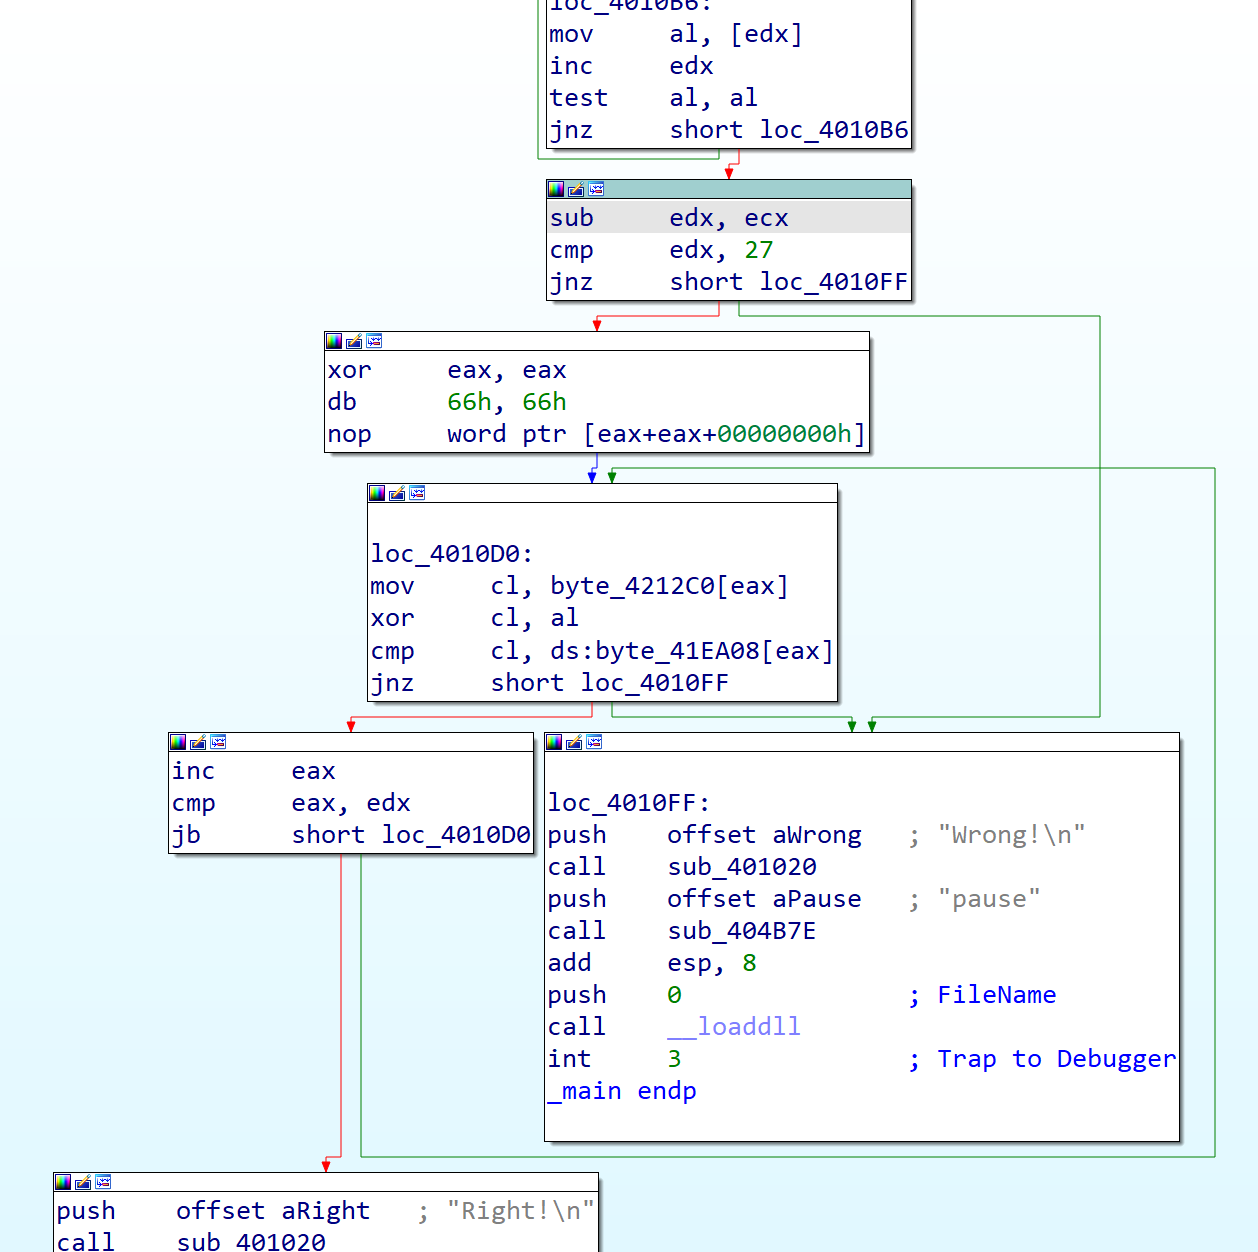 loc_4010B6:
mov al, [edx]
inc edx
test al, al
jnz short loc_4010B6
sub edx, ecx
cmp edx, 27
jnz short loc_4010FF
xor eax, eax
db 66h, 66h
nop word ptr [eax+eax+00000000h]
loc_4010D0:
mov cl, byte_4212C0[eax]
xor cl, al
cmp cl, ds:byte_41EA08[eax]
jnz short loc_4010FF
inc eax
cmp eax, edx
jb short loc_4010D0
loc_4010FF:
push offset aWrong ; "Wrong!\n"
call sub_401020
push offset aPause ; "pause"
call sub_404B7E
add esp, 8
push 0 ; FileName
call __loaddll
int 3 ; Trap to Debugger
_main endp
push offset aRight ; "Right!\n"
call sub_401020